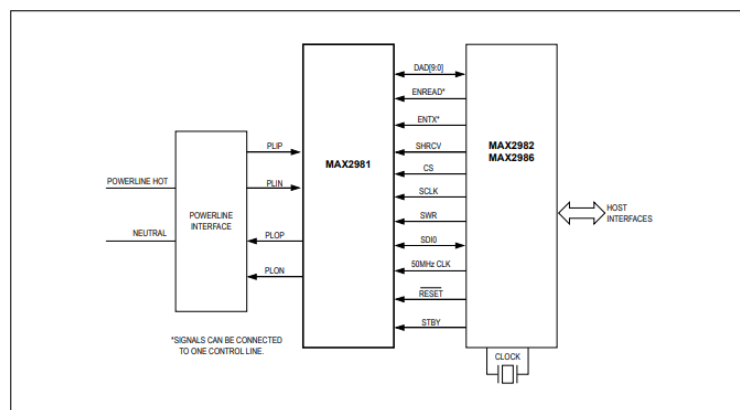 DAD[9:0]
ENREAD*
ENTX*
MAX2981
MAX2982
MAX2986
PLIP
SHRCV
CS
POWERLINE HOT
PLIN
SCLK
POWERLINE
INTERFACE
SWR
HOST
INTERFACES
NEUTRAL
PLOP
SDI0
50MHz CLK
PLON
RESET
STBY
*SIGNALS CAN BE CONNECTED
TO ONE CONTROL LINE.
CLOCK